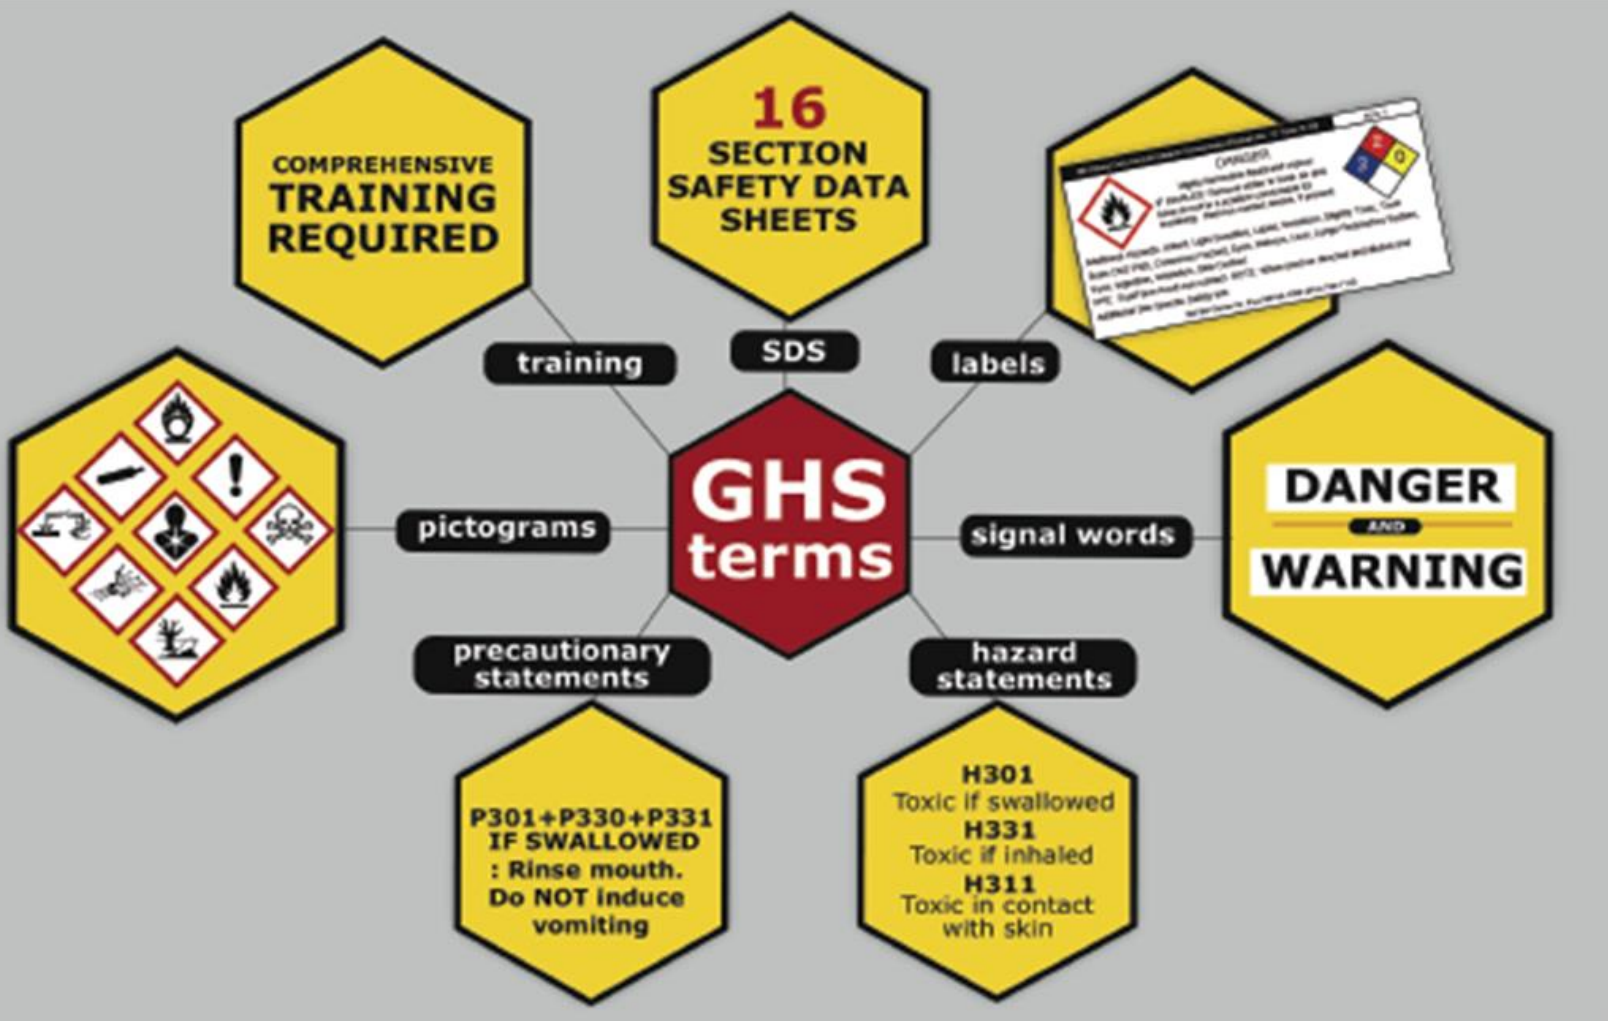 COMPREHENSIVE
TRAINING
REQUIRED
16
SECTION
SAFETY DATA
SHEETS
DANGER
training
SDS
labels
GHS
terms
pictograms
signal words
DANGER
AND
WARNING
precautionary
statements
hazard
statements
P301+P330+P331
IF SWALLOWED
: Rinse mouth.
Do NOT induce
vomiting
H301
Toxic if swallowed
H331
Toxic if inhaled
H311
Toxic in contact
with skin